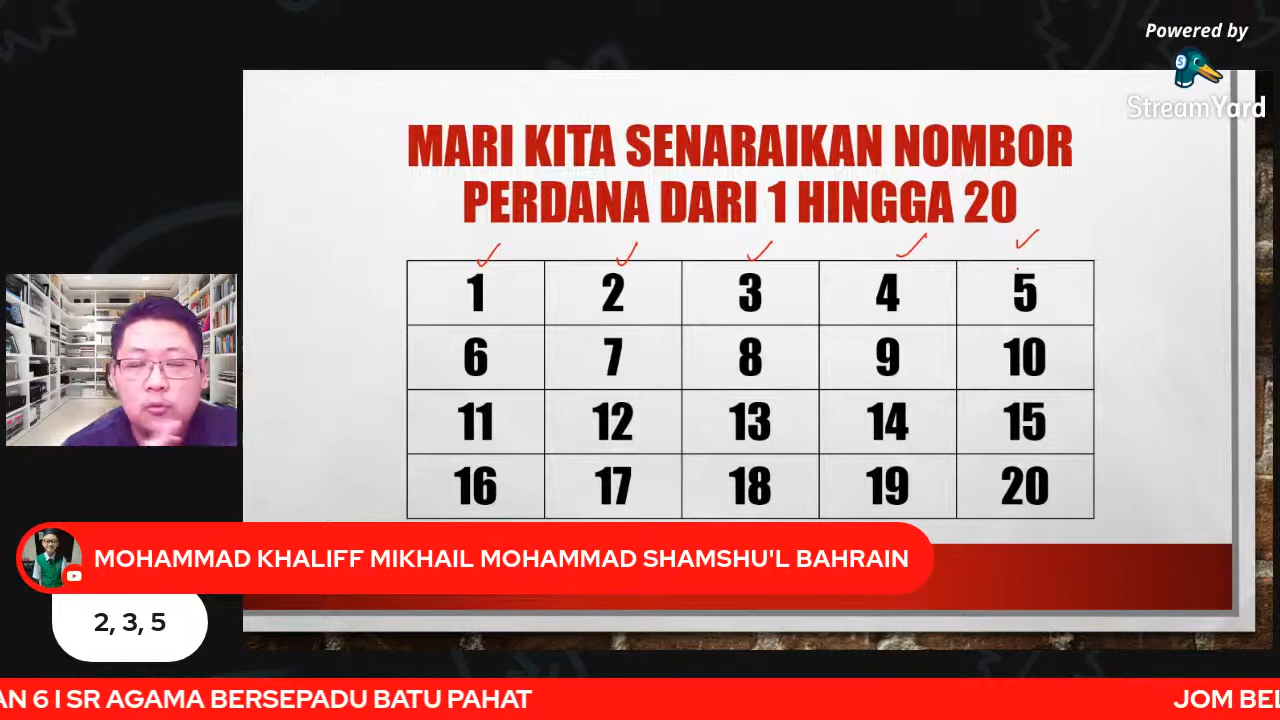 Powered by
StreamYard
MARI KITA SENARAIKAN NOMBOR
PERDANA DARI 1 HINGGA 20
1 2 3 4 5
6 7 8 9 10
11 12 13 14 15
16 17 18 19 20
MOHAMMAD KHALIFF MIKHAIL MOHAMMAD SHAMSHU'L BAHRAIN
2, 3, 5
AN 6 I SR AGAMA BERSEPADU BATU PAHAT
JOM BEL